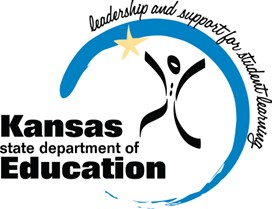 leadership and support for student learning
Kansas
state department of
Education